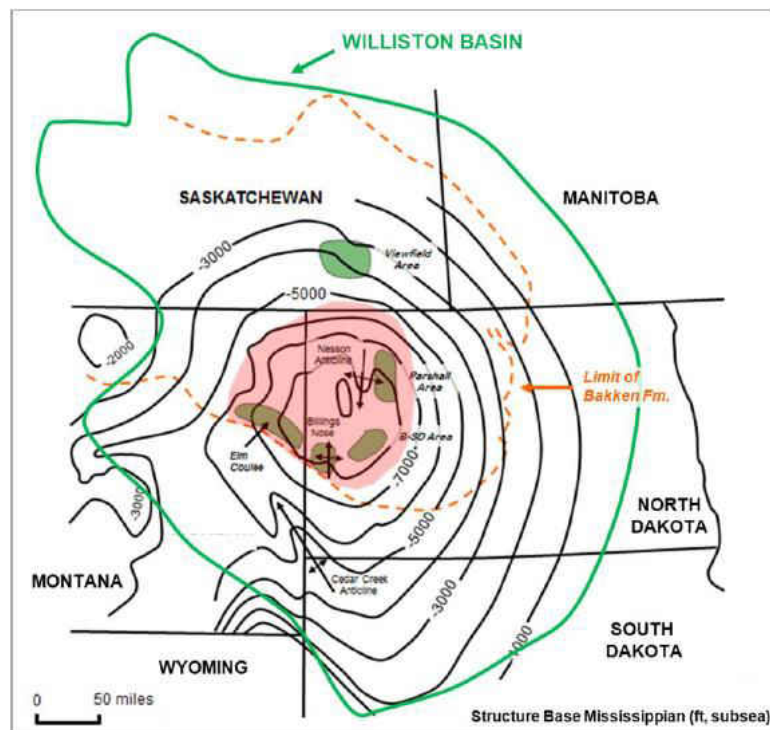 WILLISTON BASIN
SASKATCHEWAN
MANITOBA
-3000
Viewfield
Area
-5000
-2000
Nesson
Anticline
Parshall
Area
Limit of
Bakken Fm.
Billings
Nose
B-SD Area
Elm
Coulee
-7000
-3000
-5000
NORTH
DAKOTA
MONTANA
Cedar Creek
Anticline
-3000
SOUTH
DAKOTA
WYOMING
-1000
0 50 miles
Structure Base Mississippian (ft, subsea)